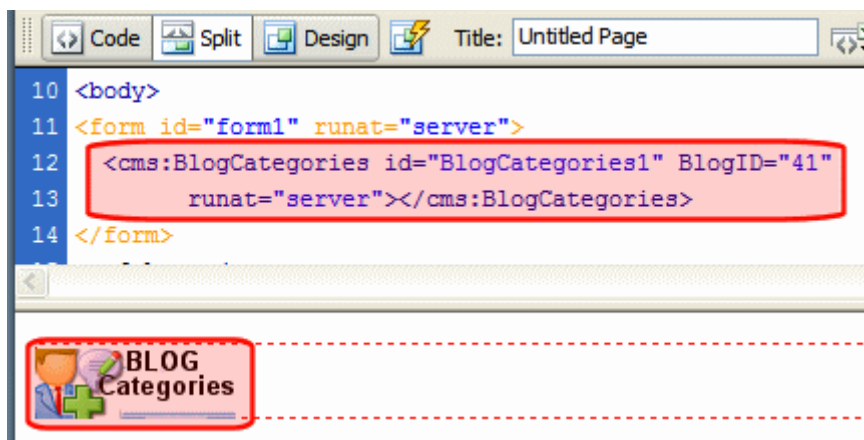 Code Split Design Title: Untitled Page
10 <body>
11 <form id="form1" runat="server">
12 <cms:BlogCategories id="BlogCategories1" BlogID="41"
13 runat="server"></cms:BlogCategories>
14 </form>
BLOG
Categories